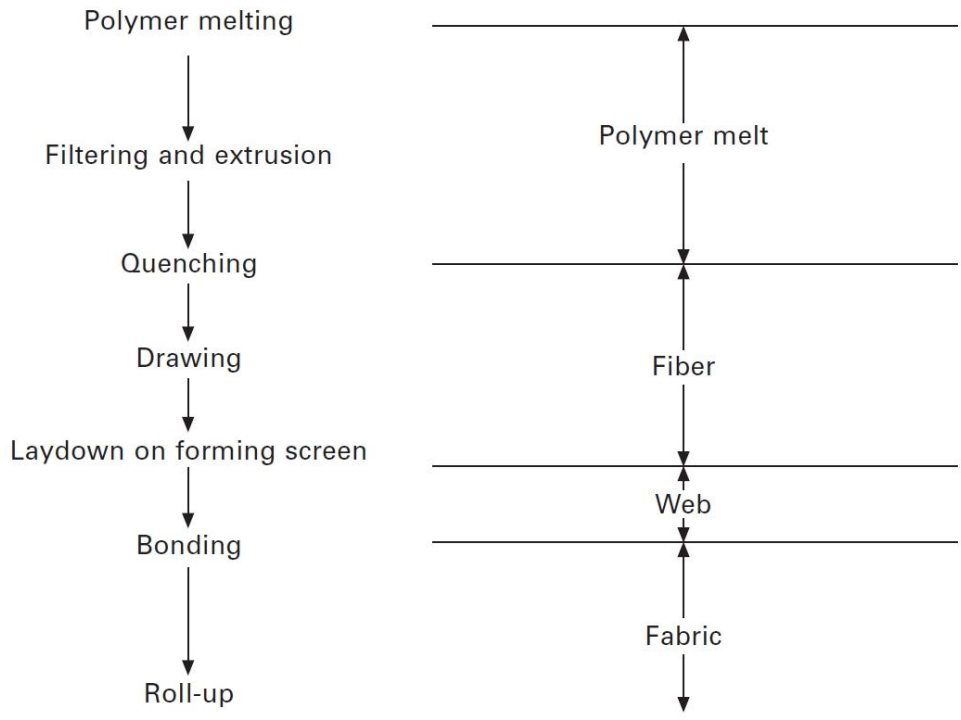 Polymer melting
Filtering and extrusion
Quenching
Drawing
Laydown on forming screen
Bonding
Roll-up
Polymer melt
Fiber
Web
Fabric